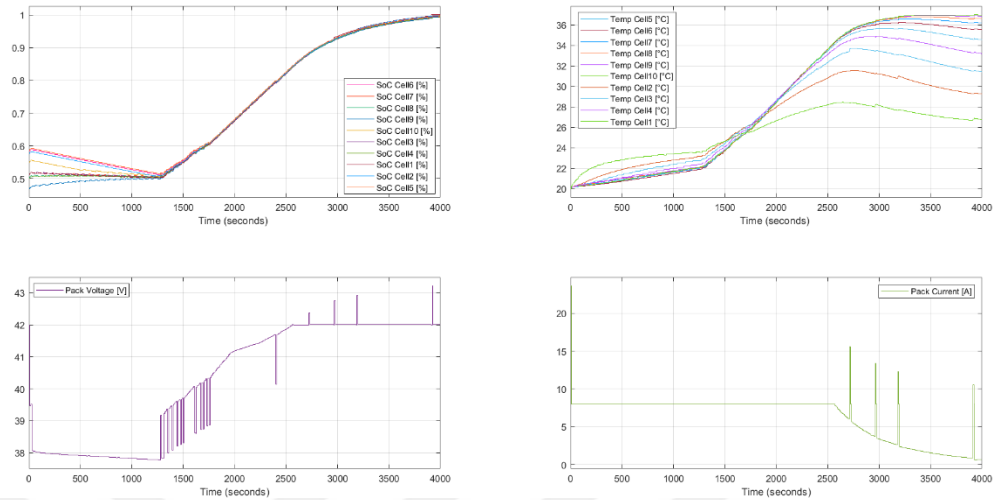 1
0.9
0.8
0.7
0.6
0.5
0 500 1000 1500 2000 2500 3000 3500 4000
Time (seconds)
SoC Cell6 [%]
SoC Cell7 [%]
SoC Cell8 [%]
SoC Cell9 [%]
SoC Cell10 [%]
SoC Cell3 [%]
SoC Cell4 [%]
SoC Cell1 [%]
SoC Cell2 [%]
SoC Cell5 [%]
36
34
32
30
28
26
24
22
20
0 500 1000 1500 2000 2500 3000 3500 4000
Time (seconds)
Temp Cell5 [°C]
Temp Cell6 [°C]
Temp Cell7 [°C]
Temp Cell8 [°C]
Temp Cell9 [°C]
Temp Cell10 [°C]
Temp Cell2 [°C]
Temp Cell3 [°C]
Temp Cell4 [°C]
Temp Cell1 [°C]
Pack Voltage [V]
43
42
41
40
39
38
0 500 1000 1500 2000 2500 3000 3500 4000
Time (seconds)
Pack Current [A]
20
15
10
5
0
0 500 1000 1500 2000 2500 3000 3500 4000
Time (seconds)